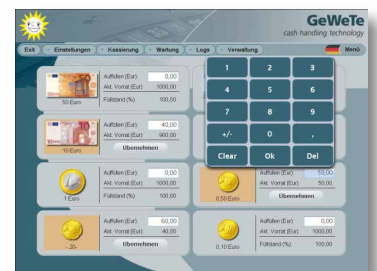 GeWeTe
cash handling technology
Exit
Einstellungen
Kassierung
Wartung
Logs
Verwaltung
Menü
Auffüllen (Eur) 0,00
Akt. Vorrat (Eur) 1000,00
Füllstand (%) 100,00
50 Euro
1 2 3
4 5 6
7 8 9
+/- 0 ,
Clear Ok Del
Auffüllen (Eur) 40,00
Akt. Vorrat (Eur) 960,00
Übernehmen
10 Euro
Auffüllen (Eur) 0,00
Akt. Vorrat (Eur) 1000,00
Füllstand (%) 100,00
1 Euro
Auffüllen (Eur) 50,00
Akt. Vorrat (Eur) 50,00
Übernehmen
0,50 Euro
Auffüllen (Eur) 60,00
Akt. Vorrat (Eur) 40,00
Übernehmen
-.20-
Auffüllen (Eur) 0,00
Akt. Vorrat (Eur) 1000,00
Füllstand (%) 100,00
0,10 Euro